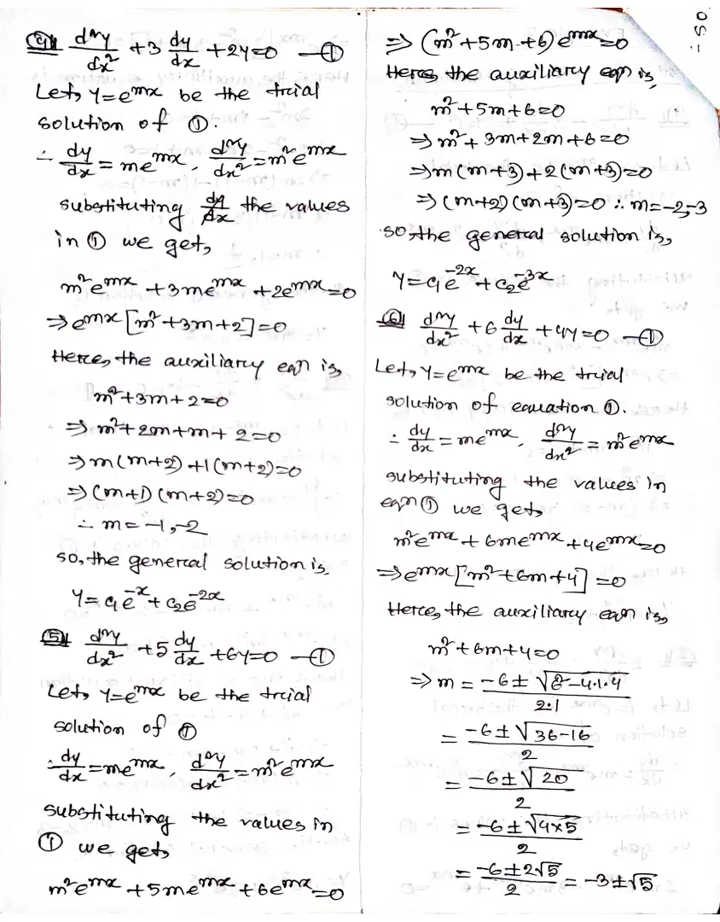 ④ d²y/dx² + 3 dy/dx + 2y=0 —①
Let, y=e^mx be the trial
solution of ①.
∴ dy/dx = me^mx, d²y/dx² = m²e^mx
substituting the values
in ① we get,
m²e^mx + 3me^mx + 2e^mx=0
⇒ e^mx [m²+3m+2]=0
Here, the auxiliary eqn is,
m²+3m+2=0
⇒ m²+2m+m+2=0
⇒ m(m+2)+1(m+2)=0
⇒ (m+1)(m+2)=0
∴ m = -1,-2
so, the general solution is,
y = c₁e^-x + c₂e^-2x
⑤ d²y/dx² + 5 dy/dx + 6y=0 —①
Let, y=e^mx be the trial
solution of ①
∴ dy/dx = me^mx, d²y/dx² = m²e^mx
substituting the values in
① we get,
m²e^mx + 5me^mx + 6e^mx=0
⇒ (m²+5m+6)e^mx=0
Here, the auxiliary eqn is,
m²+5m+6=0
⇒ m²+3m+2m+6=0
⇒ m(m+3)+2(m+3)=0
⇒ (m+2)(m+3)=0 ∴ m=-2,-3
so, the general solution is,
y = c₁e^-2x + c₂e^-3x
⑥ d²y/dx² + 6 dy/dx + 4y=0 —①
Let, y=e^mx be the trial
solution of equation ①.
∴ dy/dx = me^mx, d²y/dx² = m²e^mx
substituting the values in
eqn ① we get,
m²e^mx + 6me^mx + 4e^mx=0
⇒ e^mx [m²+6m+4]=0
Here, the auxiliary eqn is,
m²+6m+4=0
⇒ m = (-6±√(6²-4.1.4))/2.1
= (-6±√(36-16))/2
= (-6±√20)/2
= (-6±√(4×5))/2
= (-6±2√5)/2 = -3±√5